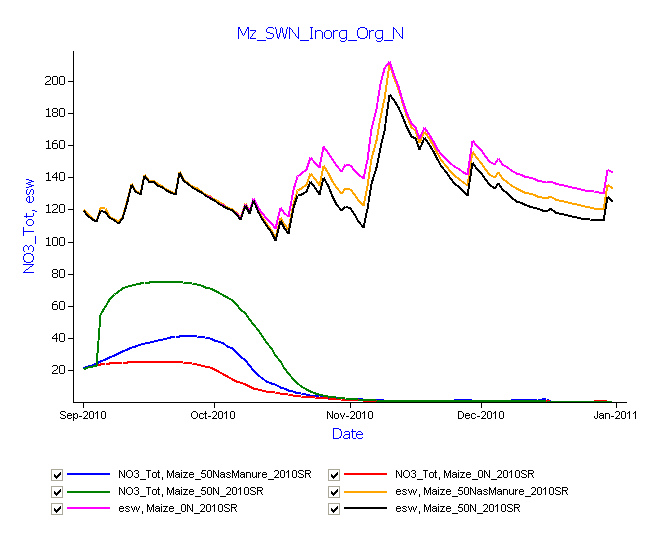 Mz_SWN_Inorg_Org_N
NO3_Tot, esw
200
180
160
140
120
100
80
60
40
20
Sep-2010 Oct-2010 Nov-2010 Dec-2010 Jan-2011
Date
NO3_Tot, Maize_50NasManure_2010SR NO3_Tot, Maize_0N_2010SR
NO3_Tot, Maize_50N_2010SR esw, Maize_50NasManure_2010SR
esw, Maize_0N_2010SR esw, Maize_50N_2010SR